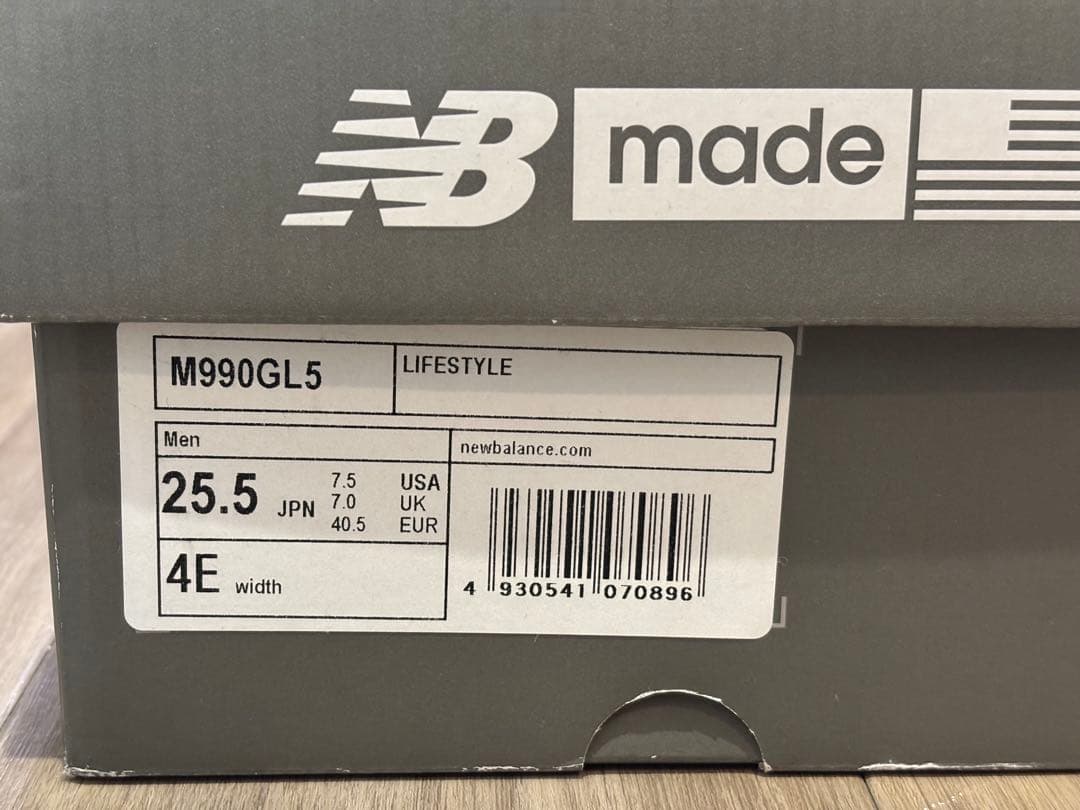 NB made
M990GL5
LIFESTYLE
Men
newbalance.com
25.5 JPN
7.5 USA
7.0 UK
40.5 EUR
4E width
4 930541 070896